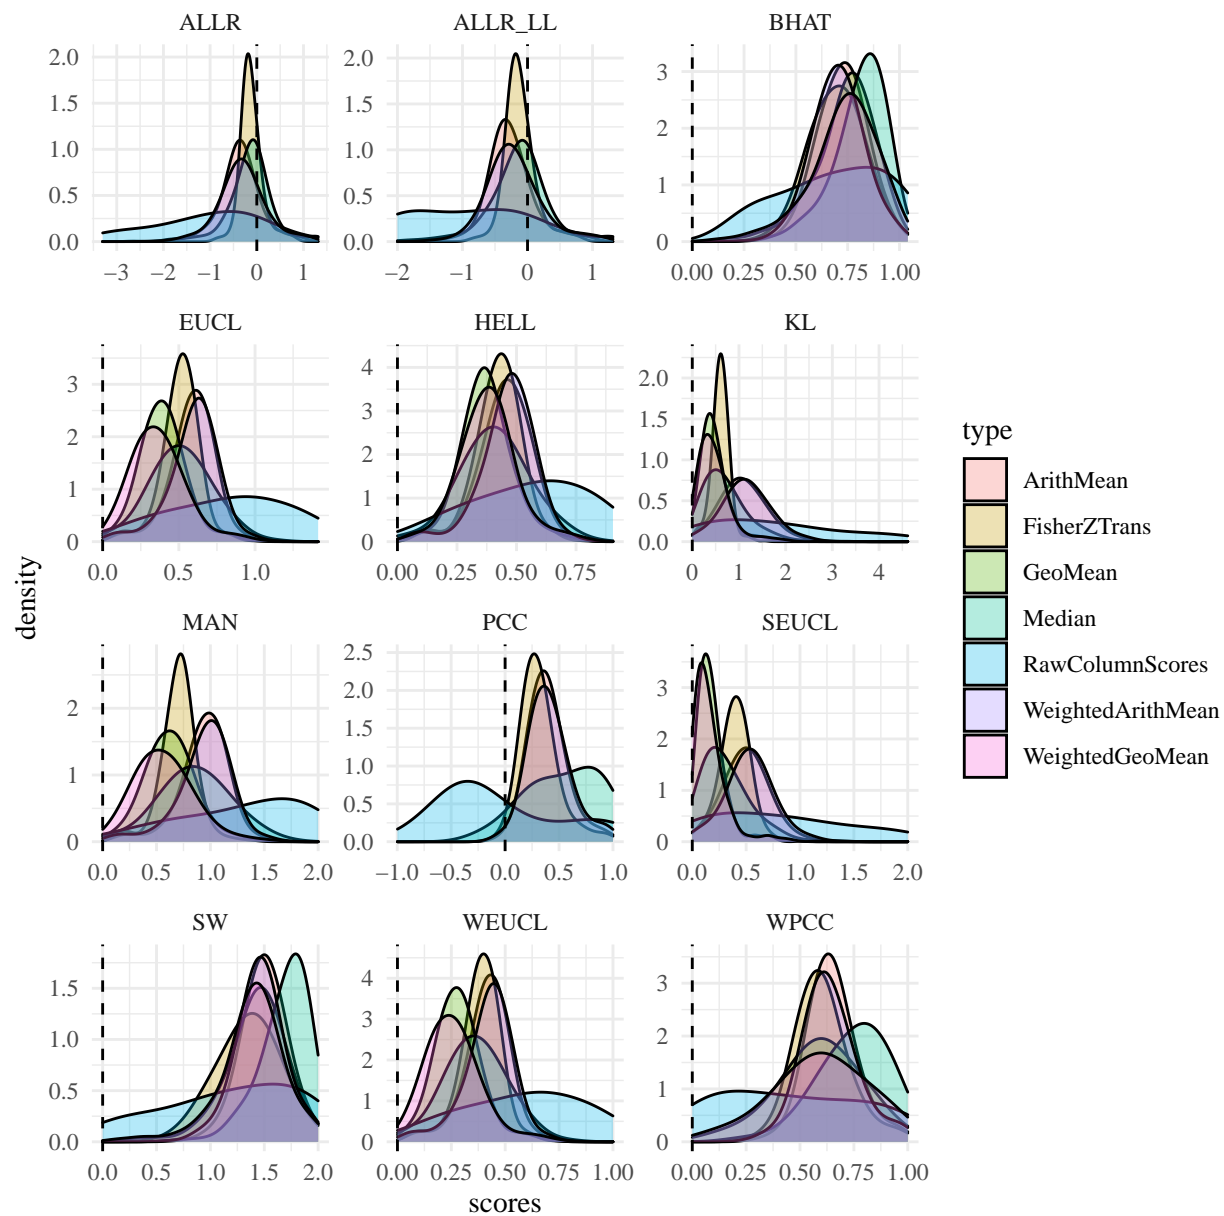 ALLR ALLR_LL BHAT
2.0 1.5 1.0 0.5 0.0
−3 −2 −1 0 1
2.0 1.5 1.0 0.5 0.0
−2 −1 0 1
3 2 1 0
0.00 0.25 0.50 0.75 1.00
EUCL HELL KL
3 2 1 0
0.0 0.5 1.0
4 3 2 1 0
0.00 0.25 0.50 0.75
2.0 1.5 1.0 0.5 0.0
0 1 2 3 4
MAN PCC SEUCL
2 1 0
0.0 0.5 1.0 1.5 2.0
2.5 2.0 1.5 1.0 0.5 0.0
−1.0 −0.5 0.0 0.5 1.0
3 2 1 0
0.0 0.5 1.0 1.5 2.0
SW WEUCL WPCC
1.5 1.0 0.5 0.0
0.0 0.5 1.0 1.5 2.0
4 3 2 1 0
0.00 0.25 0.50 0.75 1.00
3 2 1 0
0.00 0.25 0.50 0.75 1.00
density
scores
type
ArithMean
FisherZTrans
GeoMean
Median
RawColumnScores
WeightedArithMean
WeightedGeoMean